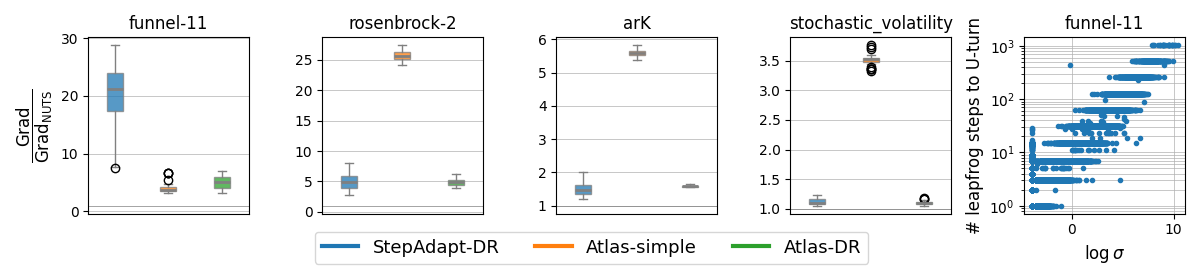 funnel-11
rosenbrock-2
arK
stochastic_volatility
funnel-11
Grad
Grad_NUTS
30
20
10
0
25
20
15
10
5
0
6
5
4
3
2
1
3.5
3.0
2.5
2.0
1.5
1.0
# leapfrog steps to U-turn
10^3
10^2
10^1
10^0
0
10
log σ
StepAdapt-DR
Atlas-simple
Atlas-DR